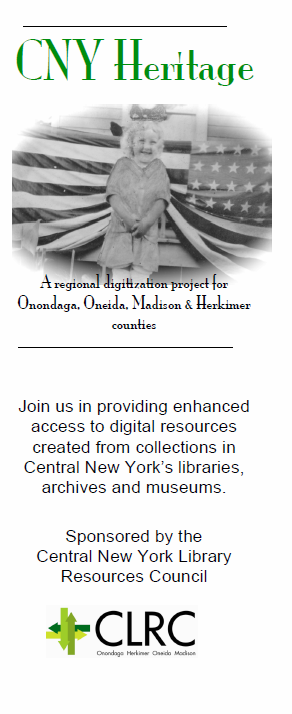 CNY Heritage
A regional digitization project for
Onondaga, Oneida, Madison & Herkimer
counties
Join us in providing enhanced
access to digital resources
created from collections in
Central New York's libraries,
archives and museums.
Sponsored by the
Central New York Library
Resources Council
CLRC
Onondaga Herkimer Oneida Madison